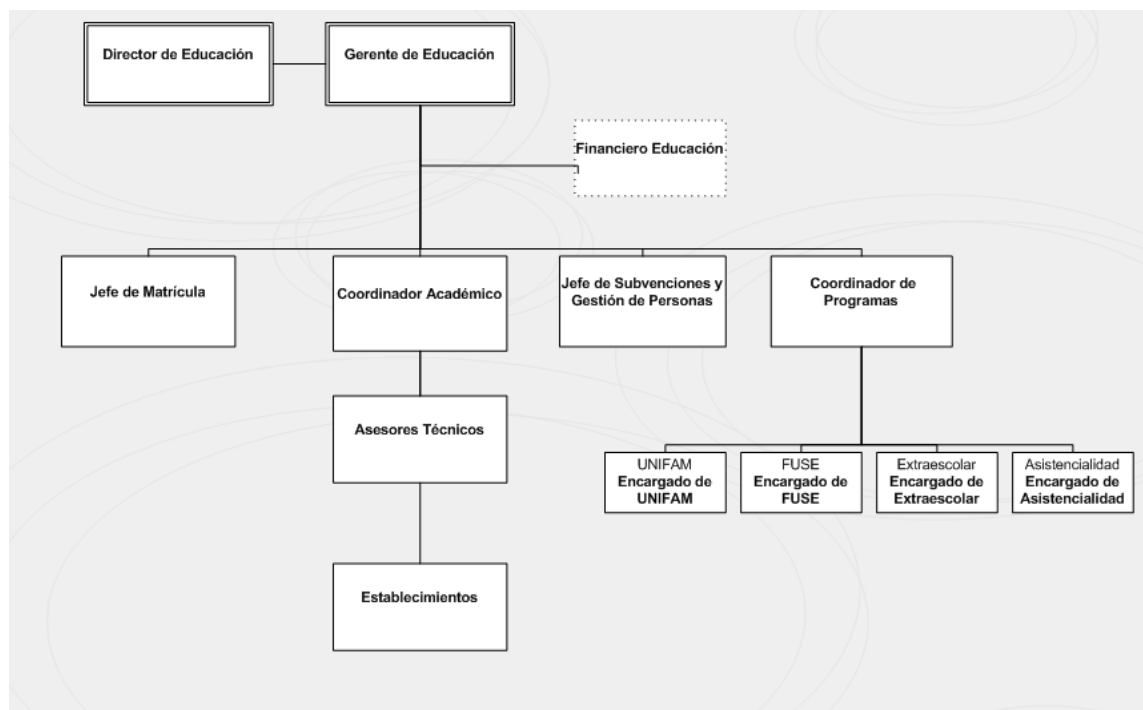 Director de Educación
Gerente de Educación
Financiero Educación
Jefe de Matrícula
Coordinador Académico
Jefe de Subvenciones y
Gestión de Personas
Coordinador de
Programas
Asesores Técnicos
UNIFAM
Encargado de
UNIFAM
FUSE
Encargado de
FUSE
Extraescolar
Encargado de
Extraescolar
Asistencialidad
Encargado de
Asistencialidad
Establecimientos